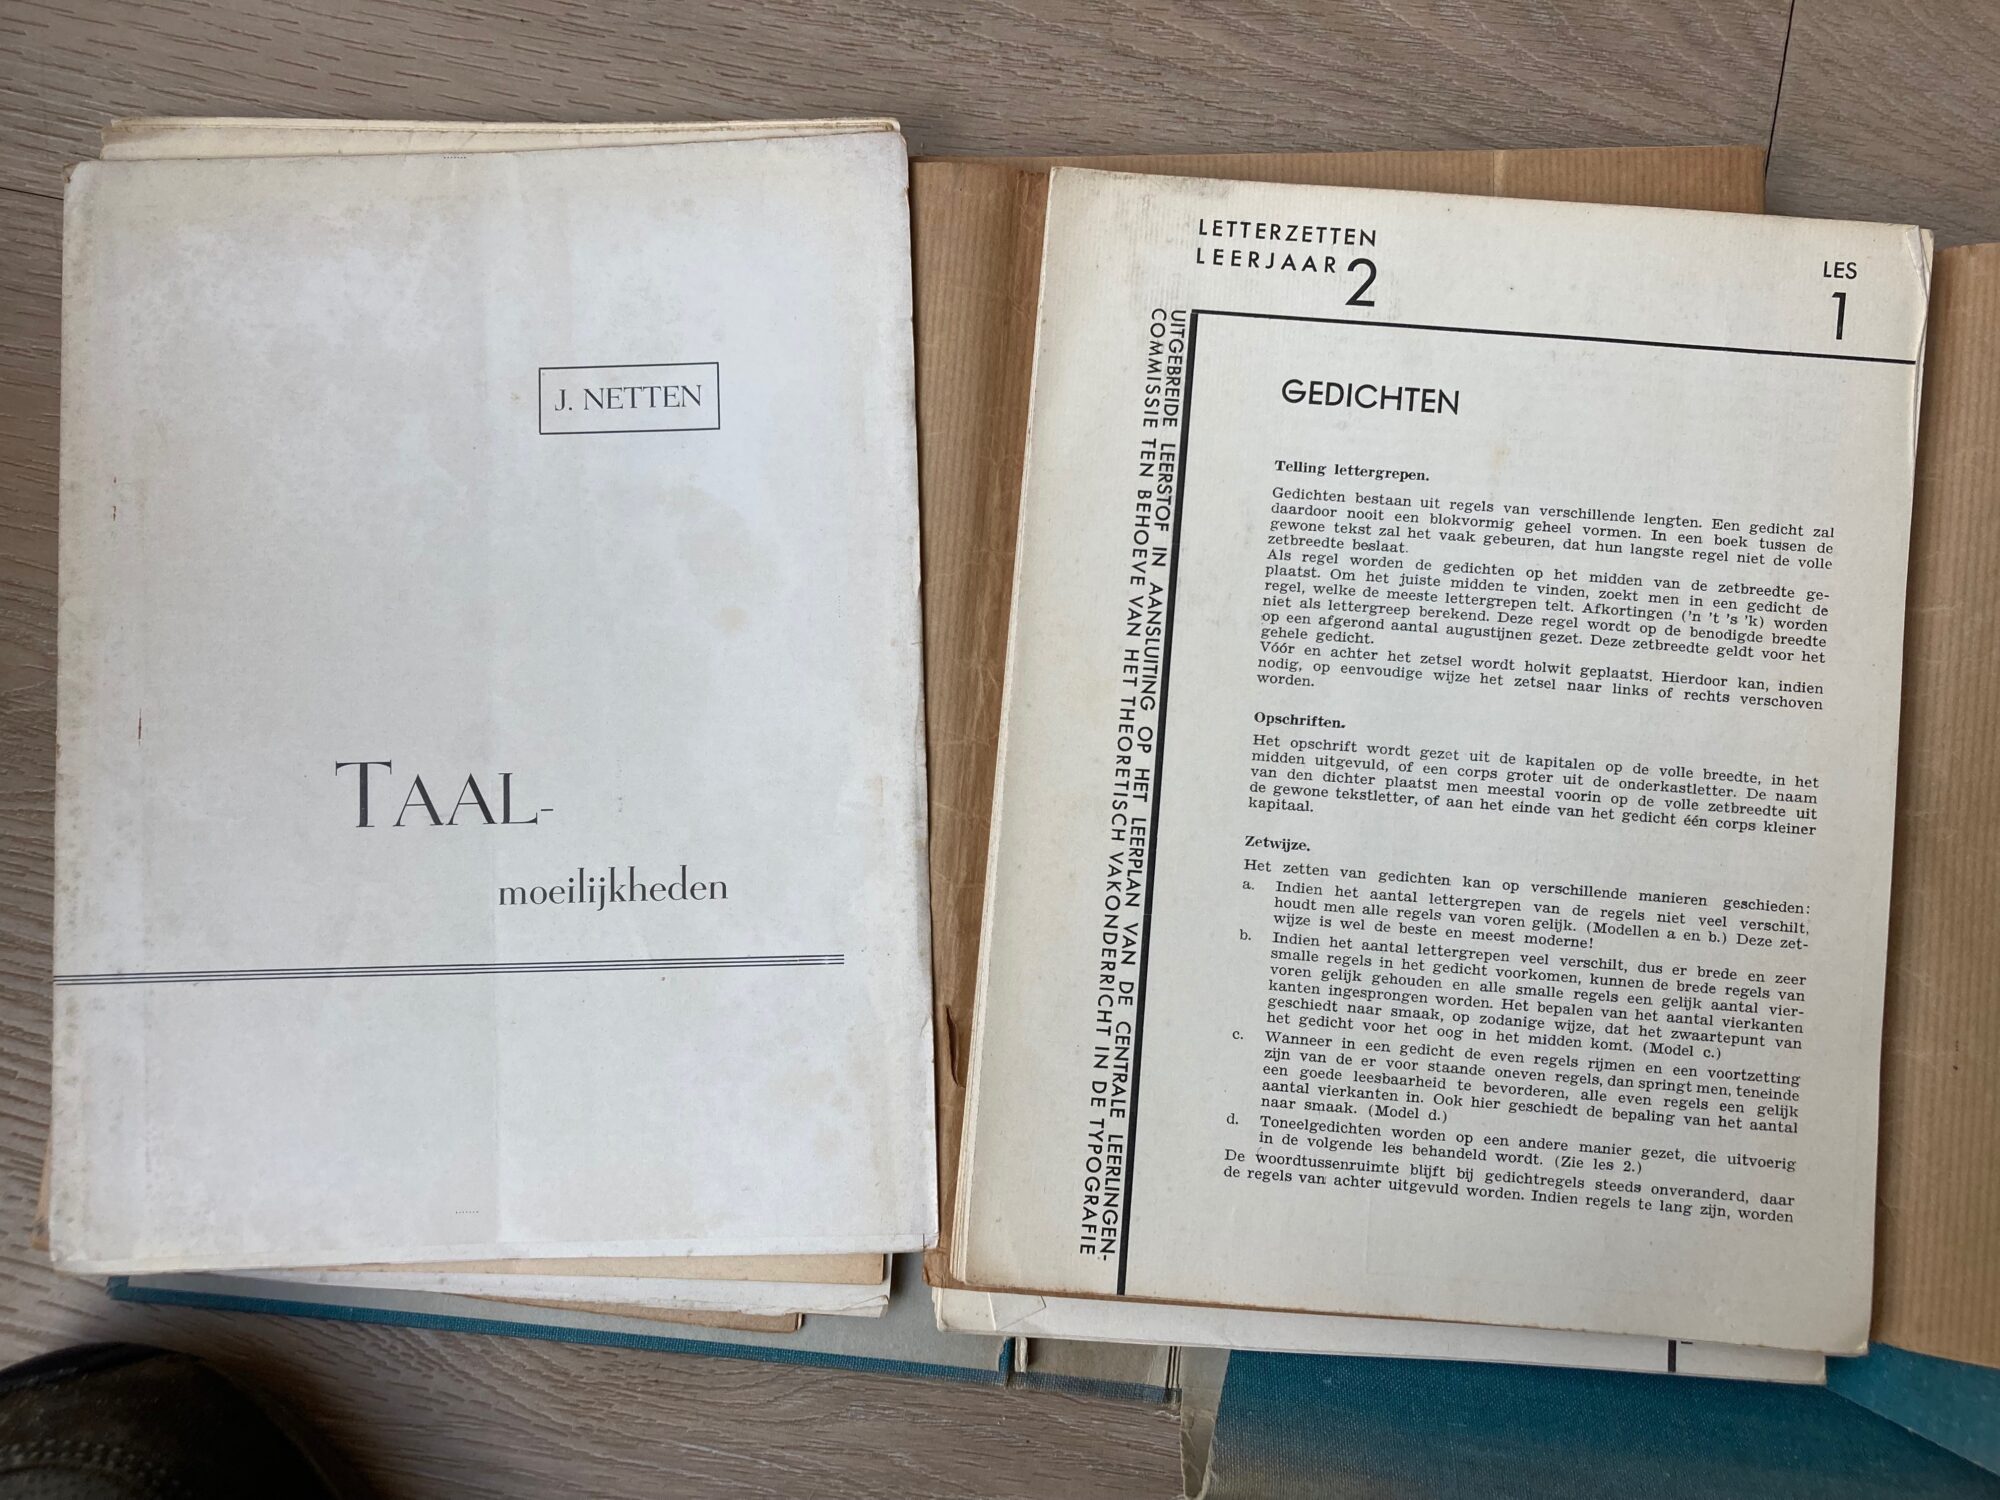 J. NETTEN
TAAL-
moeilijkheden
LETTERZETTEN
LEERJAAR 2
LES
1
UITGEBREIDE LEERSTOF IN AANSLUITING OP HET LEERPLAN VAN DE CENTRALE LEERLINGEN-
COMMISSIE TEN BEHOEVE VAN HET THEORETISCH VAKONDERRICHT IN DE TYPOGRAFIE
GEDICHTEN
Telling lettergrepen.
Gedichten bestaan uit regels van verschillende lengten. Een gedicht zal
daardoor nooit een blokvormig geheel vormen. In een boek tussen de
gewone tekst zal het vaak gebeuren, dat hun langste regel niet de volle
zetbreedte beslaat.
Als regel worden de gedichten op het midden van de zetbreedte ge-
plaatst. Om het juiste midden te vinden, zoekt men in een gedicht de
regel, welke de meeste lettergrepen telt. Afkortingen ('n 't 's 'k) worden
niet als lettergreep berekend. Deze regel wordt op de benodigde breedte
op een afgerond aantal augustijnen gezet. Deze zetbreedte geldt voor het
gehele gedicht.
Vóór en achter het zetsel wordt holwit geplaatst. Hierdoor kan, indien
nodig, op eenvoudige wijze het zetsel naar links of rechts verschoven
worden.
Opschriften.
Het opschrift wordt gezet uit de kapitalen op de volle breedte, in het
midden uitgevuld, of een corps groter uit de onderkastletter. De naam
van den dichter plaatst men meestal voorin op de volle zetbreedte uit
de gewone tekstletter, of aan het einde van het gedicht één corps kleiner
kapitaal.
Zetwijze.
Het zetten van gedichten kan op verschillende manieren geschieden:
a. Indien het aantal lettergrepen van de regels niet veel verschilt,
houdt men alle regels van voren gelijk. (Modellen a en b.) Deze zet-
wijze is wel de beste en meest moderne!
b. Indien het aantal lettergrepen veel verschilt, dus er brede en zeer
smalle regels in het gedicht voorkomen, kunnen de brede regels van
voren gelijk gehouden en alle smalle regels een gelijk aantal vier-
kanten ingesprongen worden. Het bepalen van het aantal vierkanten
geschiedt naar smaak, op zodanige wijze, dat het zwaartepunt van
het gedicht voor het oog in het midden komt. (Model c.)
c. Wanneer in een gedicht de even regels rijmen en een voortzetting
zijn van de er voor staande oneven regels, dan springt men, teneinde
een goede leesbaarheid te bevorderen, alle even regels een gelijk
aantal vierkanten in. Ook hier geschiedt de bepaling van het aantal
naar smaak. (Model d.)
d. Toneelgedichten worden op een andere manier gezet, die uitvoerig
in de volgende les behandeld wordt. (Zie les 2.)
De woordtussenruimte blijft bij gedichtregels steeds onveranderd, daar
de regels van achter uitgevuld worden. Indien regels te lang zijn, worden